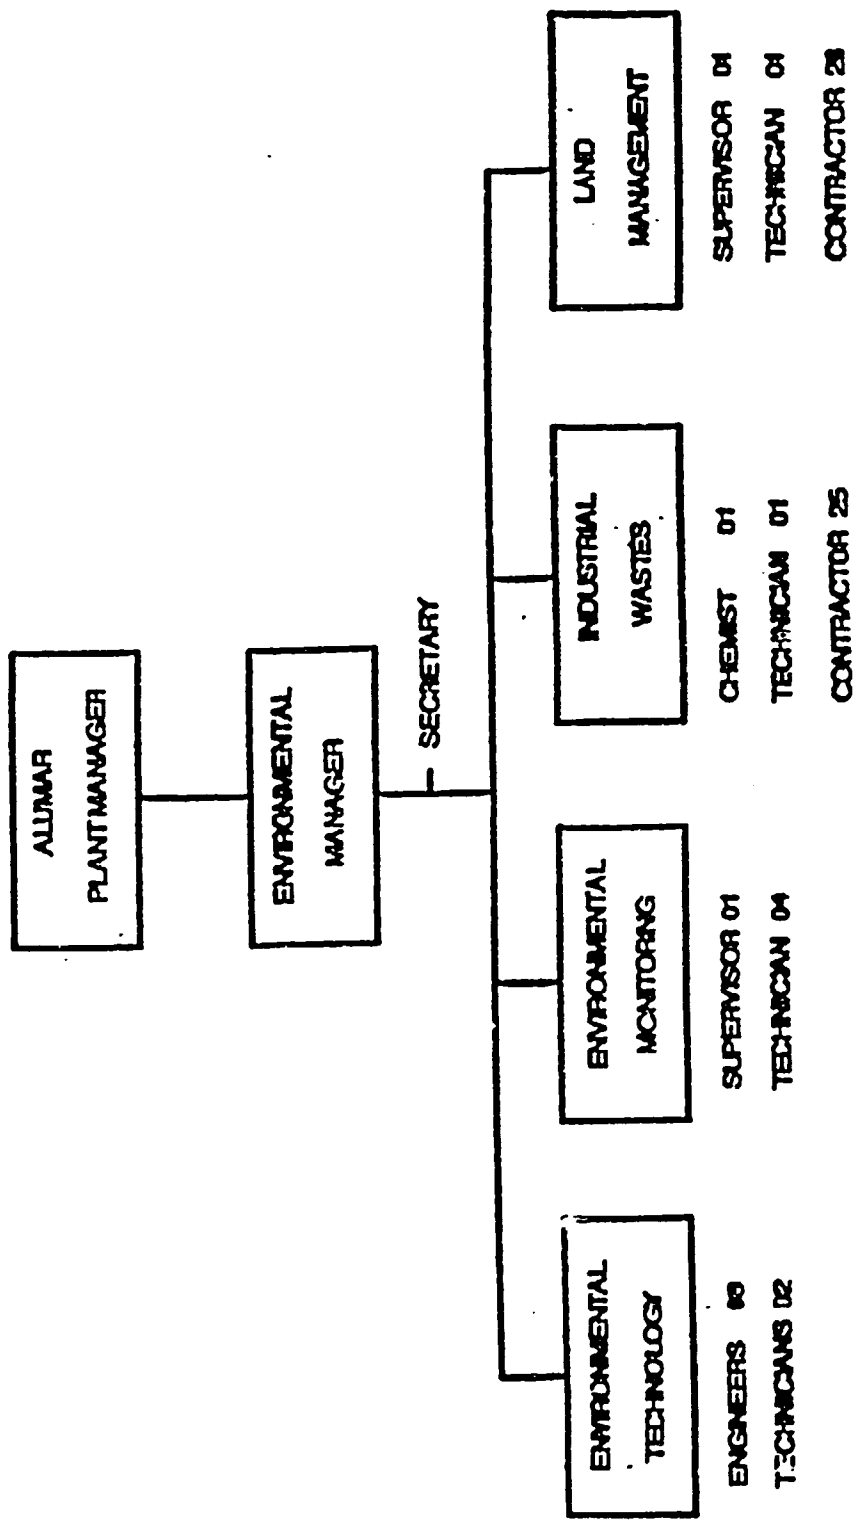 ALUMAR
PLANT MANAGER
ENVIRONMENTAL
MANAGER
SECRETARY
ENVIRONMENTAL
TECHNOLOGY
ENGINEERS
TECHNICIANS 02
ENVIRONMENTAL
MONITORING
SUPERVISOR 01
TECHNICIAN 04
INDUSTRIAL
WASTES
CHEMIST 01
TECHNICIAN 01
CONTRACTOR 25
LAND
MANAGEMENT
SUPERVISOR 01
TECHNICIAN 01
CONTRACTOR